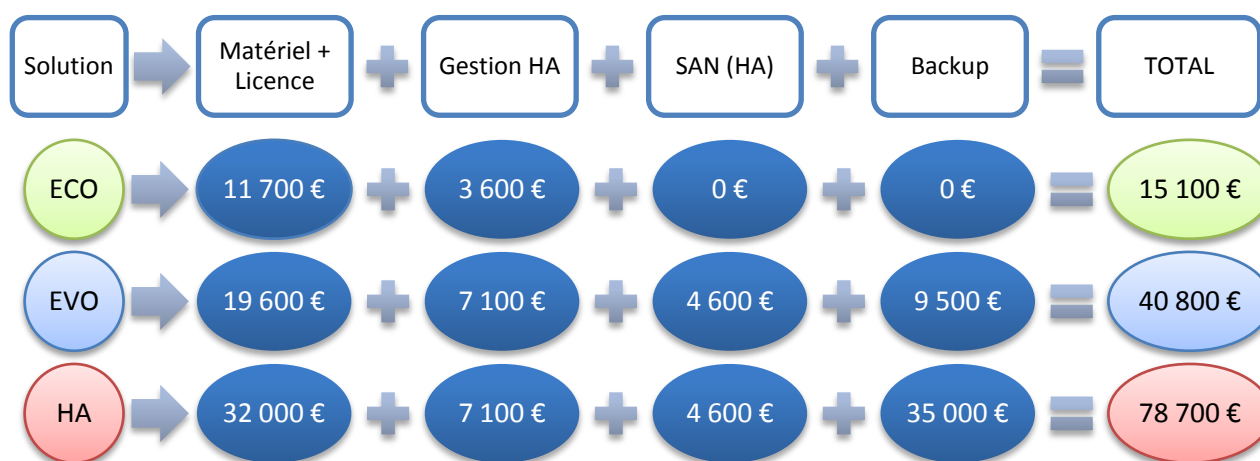 Solution
Matériel +
Licence
+
Gestion HA
+
SAN (HA)
+
Backup
=
TOTAL
ECO
11 700 €
+
3 600 €
+
0 €
+
0 €
=
15 100 €
EVO
19 600 €
+
7 100 €
+
4 600 €
+
9 500 €
=
40 800 €
HA
32 000 €
+
7 100 €
+
4 600 €
+
35 000 €
=
78 700 €